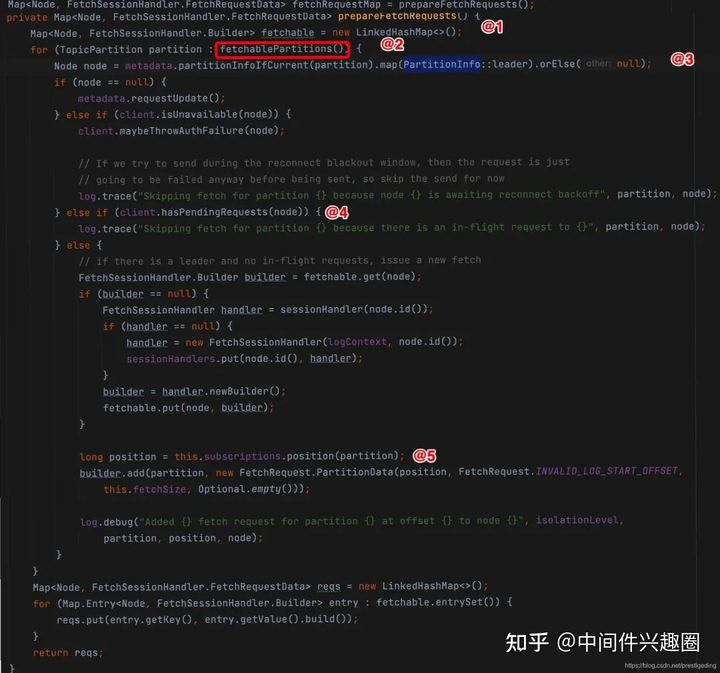 Map<Node, FetchSessionHandler.FetchRequestData> fetchRequestMap = prepareFetchRequests();
private Map<Node, FetchSessionHandler.FetchRequestData> prepareFetchRequests() { @1
Map<Node, FetchSessionHandler.Builder> fetchable = new LinkedHashMap<>();
for (TopicPartition partition : fetchablePartitions()) { @2
Node node = metadata.partitionInfoIfCurrent(partition).map(PartitionInfo::leader).orElse( other: null); @3
if (node == null) {
metadata.requestUpdate();
} else if (client.isUnavailable(node)) {
client.maybeThrowAuthFailure(node);
// If we try to send during the reconnect blackout window, then the request is just
// going to be failed anyway before being sent, so skip the send for now
log.trace("Skipping fetch for partition {} because node {} is awaiting reconnect backoff", partition, node);
} else if (client.hasPendingRequests(node)) { @4
log.trace("Skipping fetch for partition {} because there is an in-flight request to {}", partition, node);
} else {
// if there is a leader and no in-flight requests, issue a new fetch
FetchSessionHandler.Builder builder = fetchable.get(node);
if (builder == null) {
FetchSessionHandler handler = sessionHandler(node.id());
if (handler == null) {
handler = new FetchSessionHandler(logContext, node.id());
sessionHandlers.put(node.id(), handler);
}
builder = handler.newBuilder();
fetchable.put(node, builder);
}
long position = this.subscriptions.position(partition); @5
builder.add(partition, new FetchRequest.PartitionData(position, FetchRequest.INVALID_LOG_START_OFFSET,
this.fetchSize, Optional.empty()));
log.debug("Added {} fetch request for partition {} at offset {} to node {}", isolationLevel,
partition, position, node);
}
}
Map<Node, FetchSessionHandler.FetchRequestData> reqs = new LinkedHashMap<>();
for (Map.Entry<Node, FetchSessionHandler.Builder> entry : fetchable.entrySet()) {
reqs.put(entry.getKey(), entry.getValue().build());
}
return reqs;
}
知乎 @中间件兴趣圈
https://blog.csdn.net/prestigeding